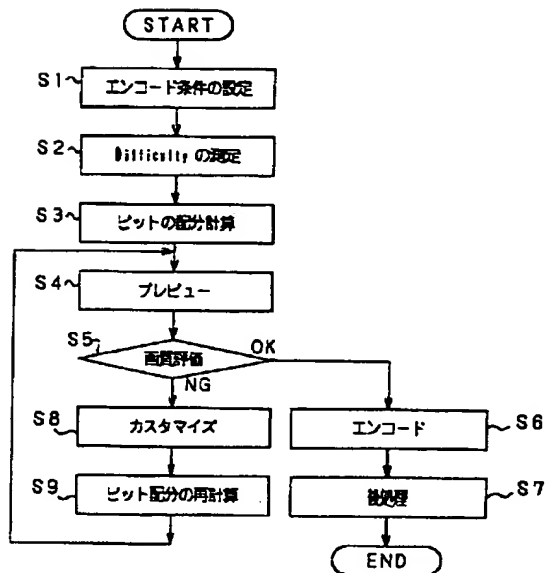 START
S1 エンコード条件の設定
S2 Difficultyの測定
S3 ビットの配分計算
S4 プレビュー
S5 画質評価 OK
NG
S8 カスタマイズ
S6 エンコード
S9 ビット配分の再計算
S7 後処理
END